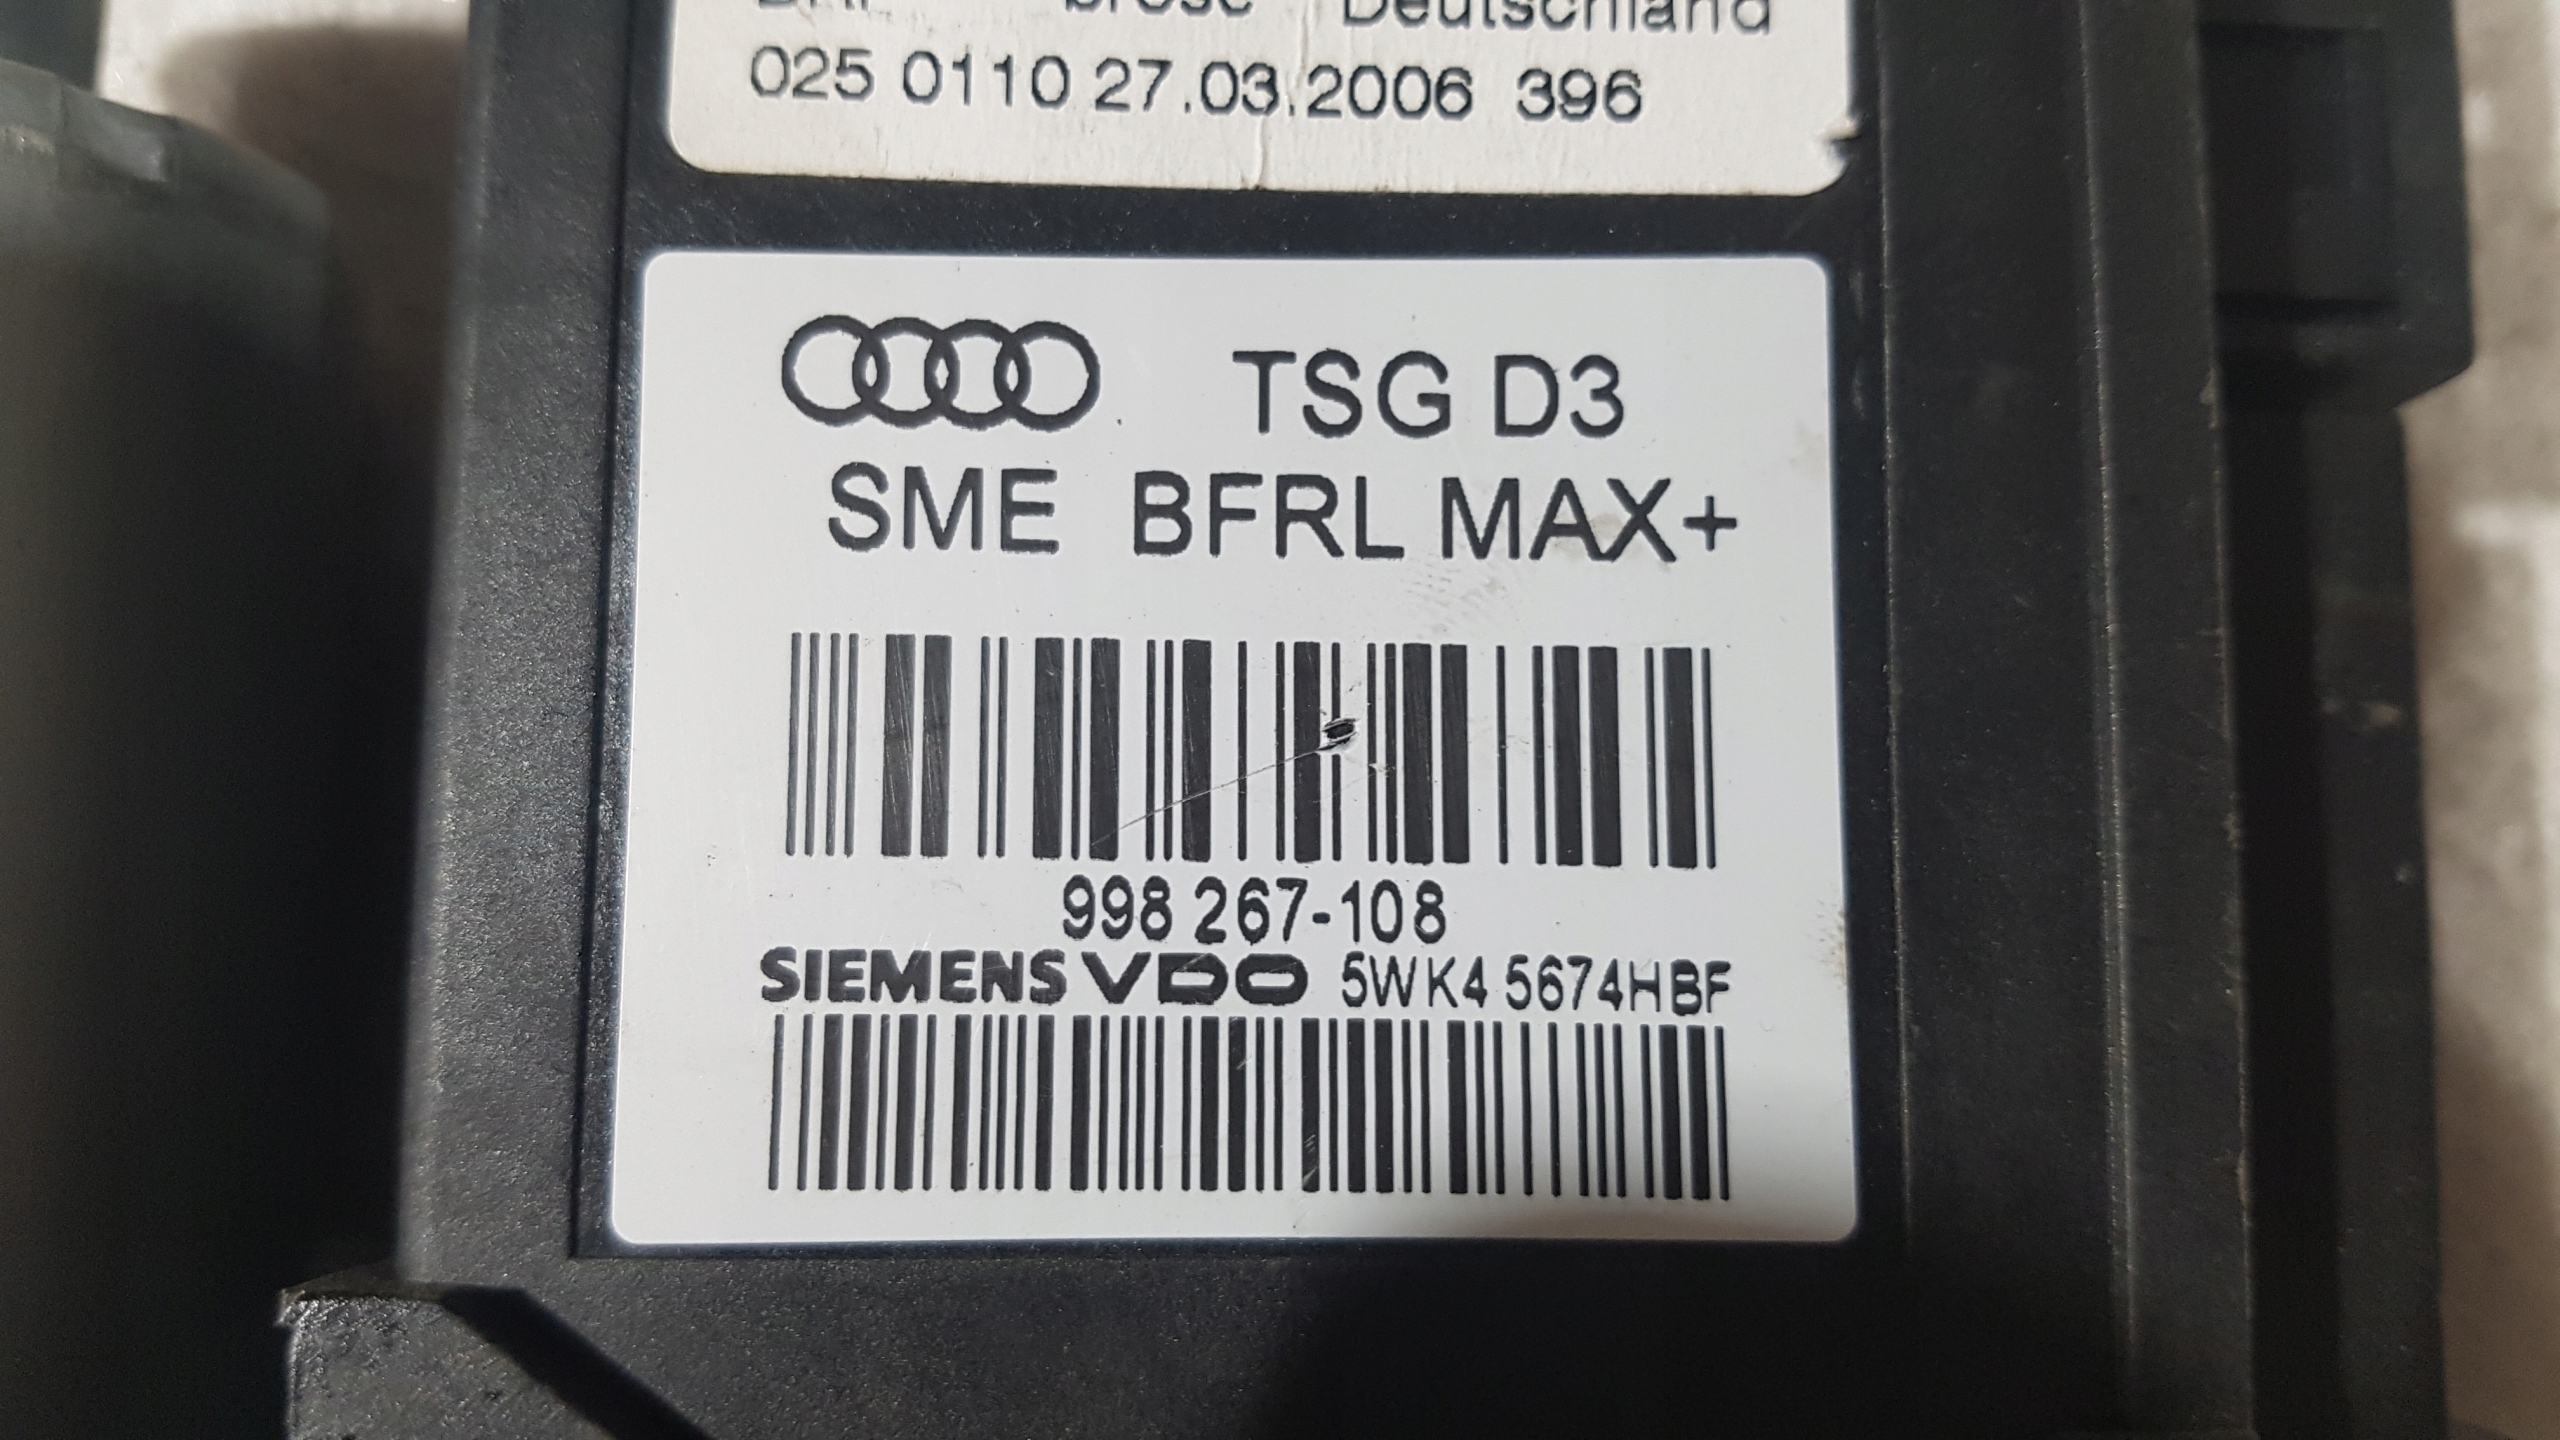 brose Deutschland
025 0110 27.03.2006 396
TSG D3
SME BFRL MAX+
998 267-108
SIEMENS VDO 5WK4 5674HBF